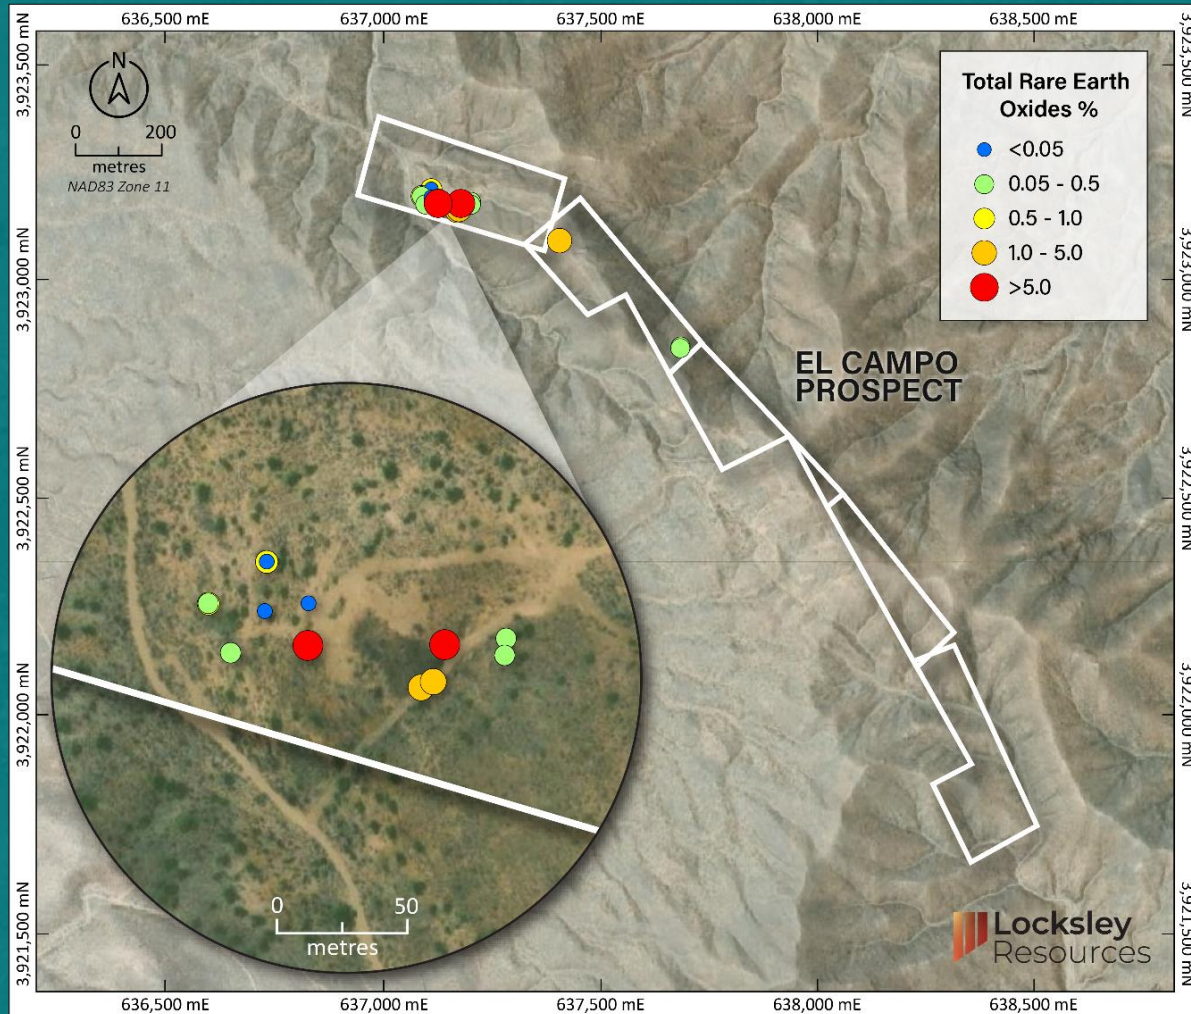 636,500 mE 637,000 mE 637,500 mE 638,000 mE 638,500 mE
3,923,500 mN
3,923,500 mN
N
0 200
metres
NAD83 Zone 11
Total Rare Earth
Oxides %
<0.05
0.05 - 0.5
0.5 - 1.0
1.0 - 5.0
>5.0
3,923,000 mN
3,923,000 mN
EL CAMPO
PROSPECT
3,922,500 mN
3,922,500 mN
3,922,000 mN
3,922,000 mN
0 50
metres
3,921,500 mN
3,921,500 mN
Locksley
Resources
636,500 mE 637,000 mE 637,500 mE 638,000 mE 638,500 mE